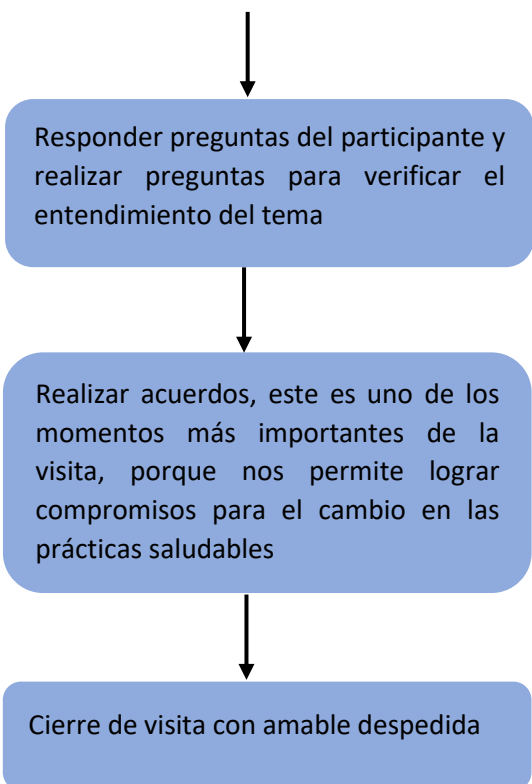 Responder preguntas del participante y
realizar preguntas para verificar el
entendimiento del tema
Realizar acuerdos, este es uno de los
momentos más importantes de la
visita, porque nos permite lograr
compromisos para el cambio en las
prácticas saludables
Cierre de visita con amable despedida